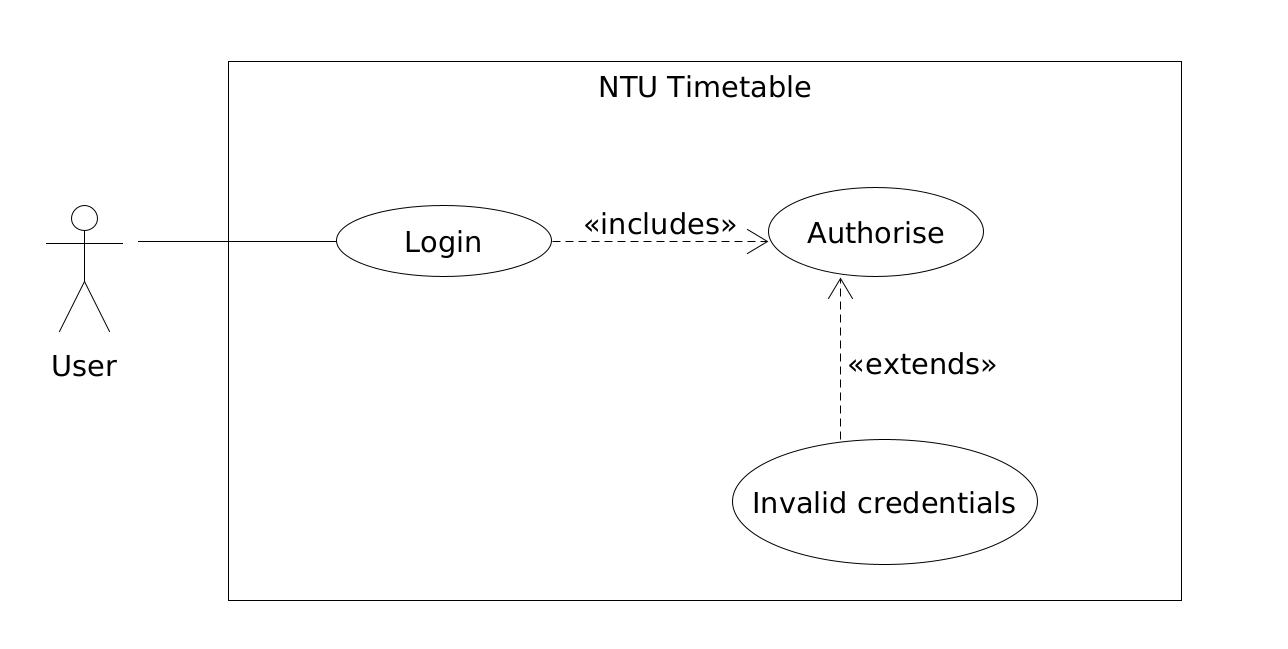 NTU Timetable
Login
«includes»
Authorise
User
«extends»
Invalid credentials